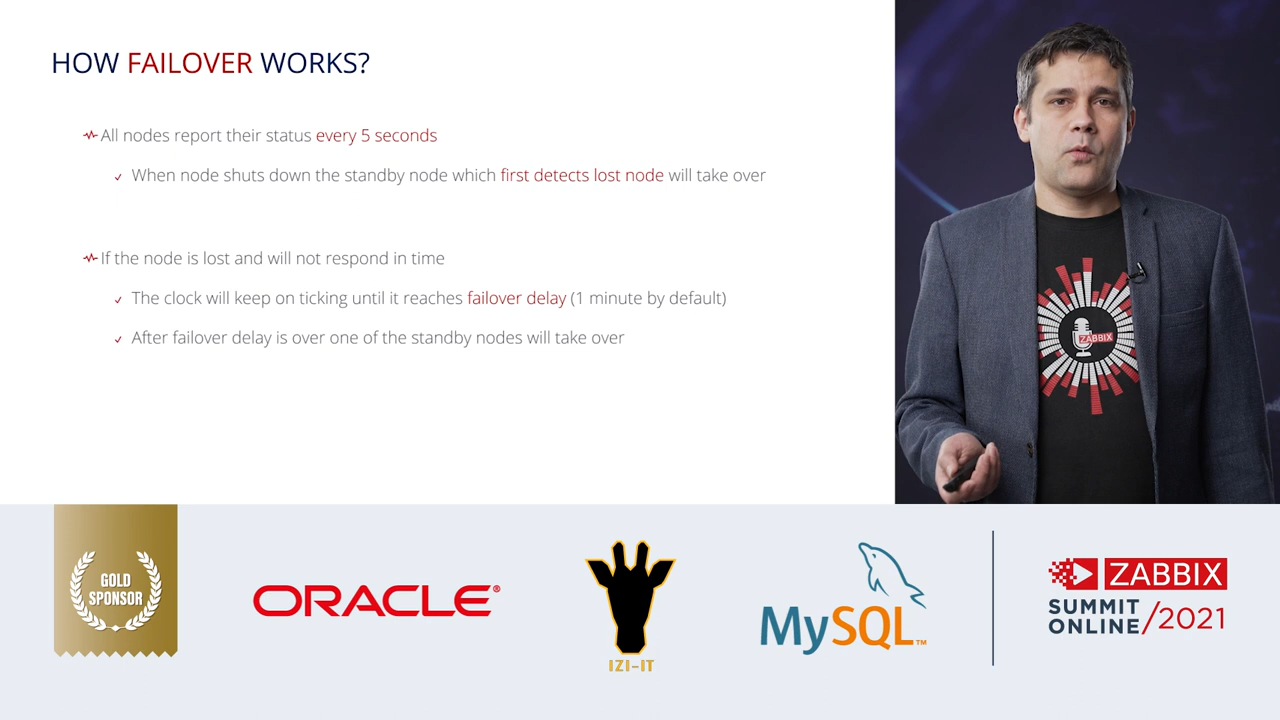 HOW FAILOVER WORKS?
All nodes report their status every 5 seconds
When node shuts down the standby node which first detects lost node will take over
If the node is lost and will not respond in time
The clock will keep on ticking until it reaches failover delay (1 minute by default)
After failover delay is over one of the standby nodes will take over
ZABBIX
GOLD
SPONSOR
ORACLE®
IZI-IT
MySQL™
ZABBIX
SUMMIT
ONLINE/2021